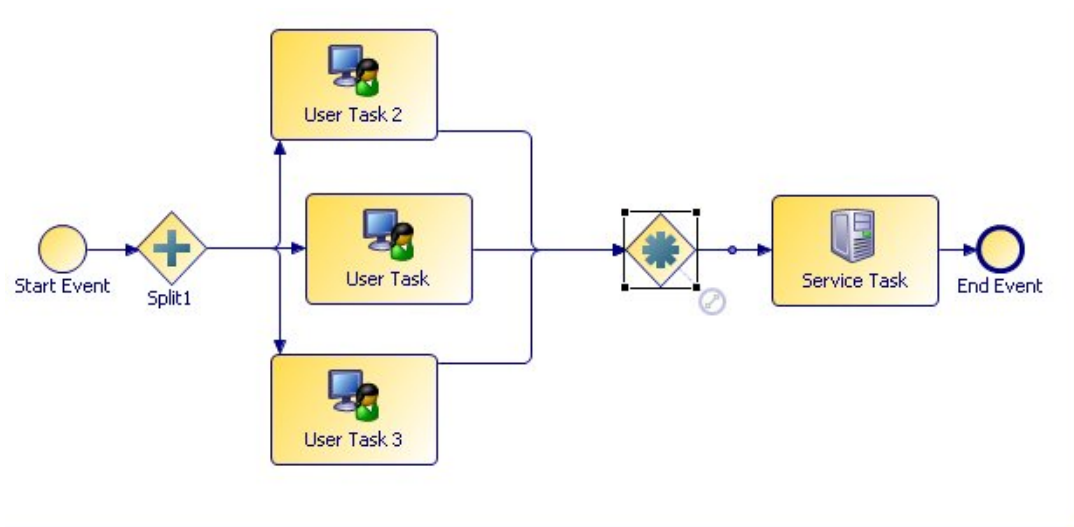 User Task 2
Start Event
Split1
User Task
Service Task
End Event
User Task 3